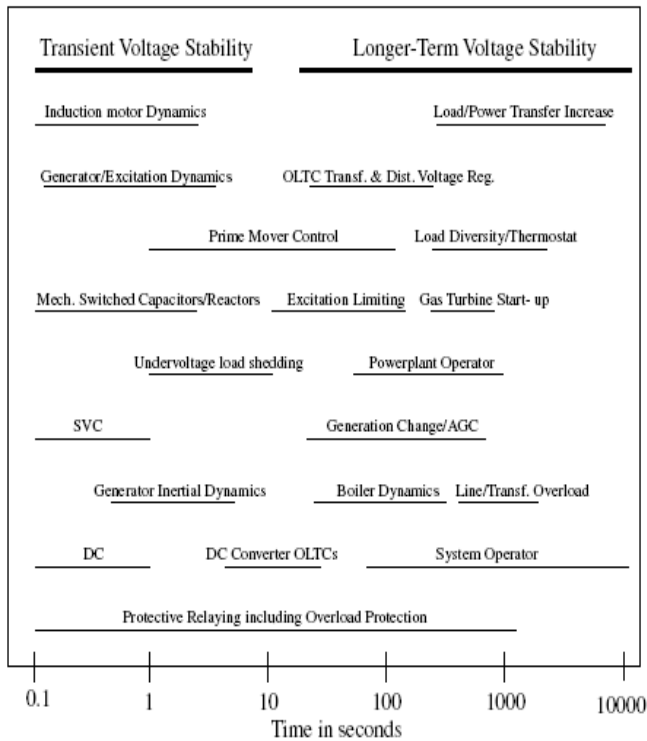 Transient Voltage Stability Longer-Term Voltage Stability
Induction motor Dynamics Load/Power Transfer Increase
Generator/Excitation Dynamics OLTC Transf. & Dist. Voltage Reg.
Prime Mover Control Load Diversity/Thermostat
Mech. Switched Capacitors/Reactors Excitation Limiting Gas Turbine Start- up
Undervoltage load shedding Powerplant Operator
SVC Generation Change/AGC
Generator Inertial Dynamics Boiler Dynamics Line/Transf. Overload
DC DC Converter OLTCs System Operator
Protective Relaying including Overload Protection
0.1 1 10 100 1000 10000
Time in seconds